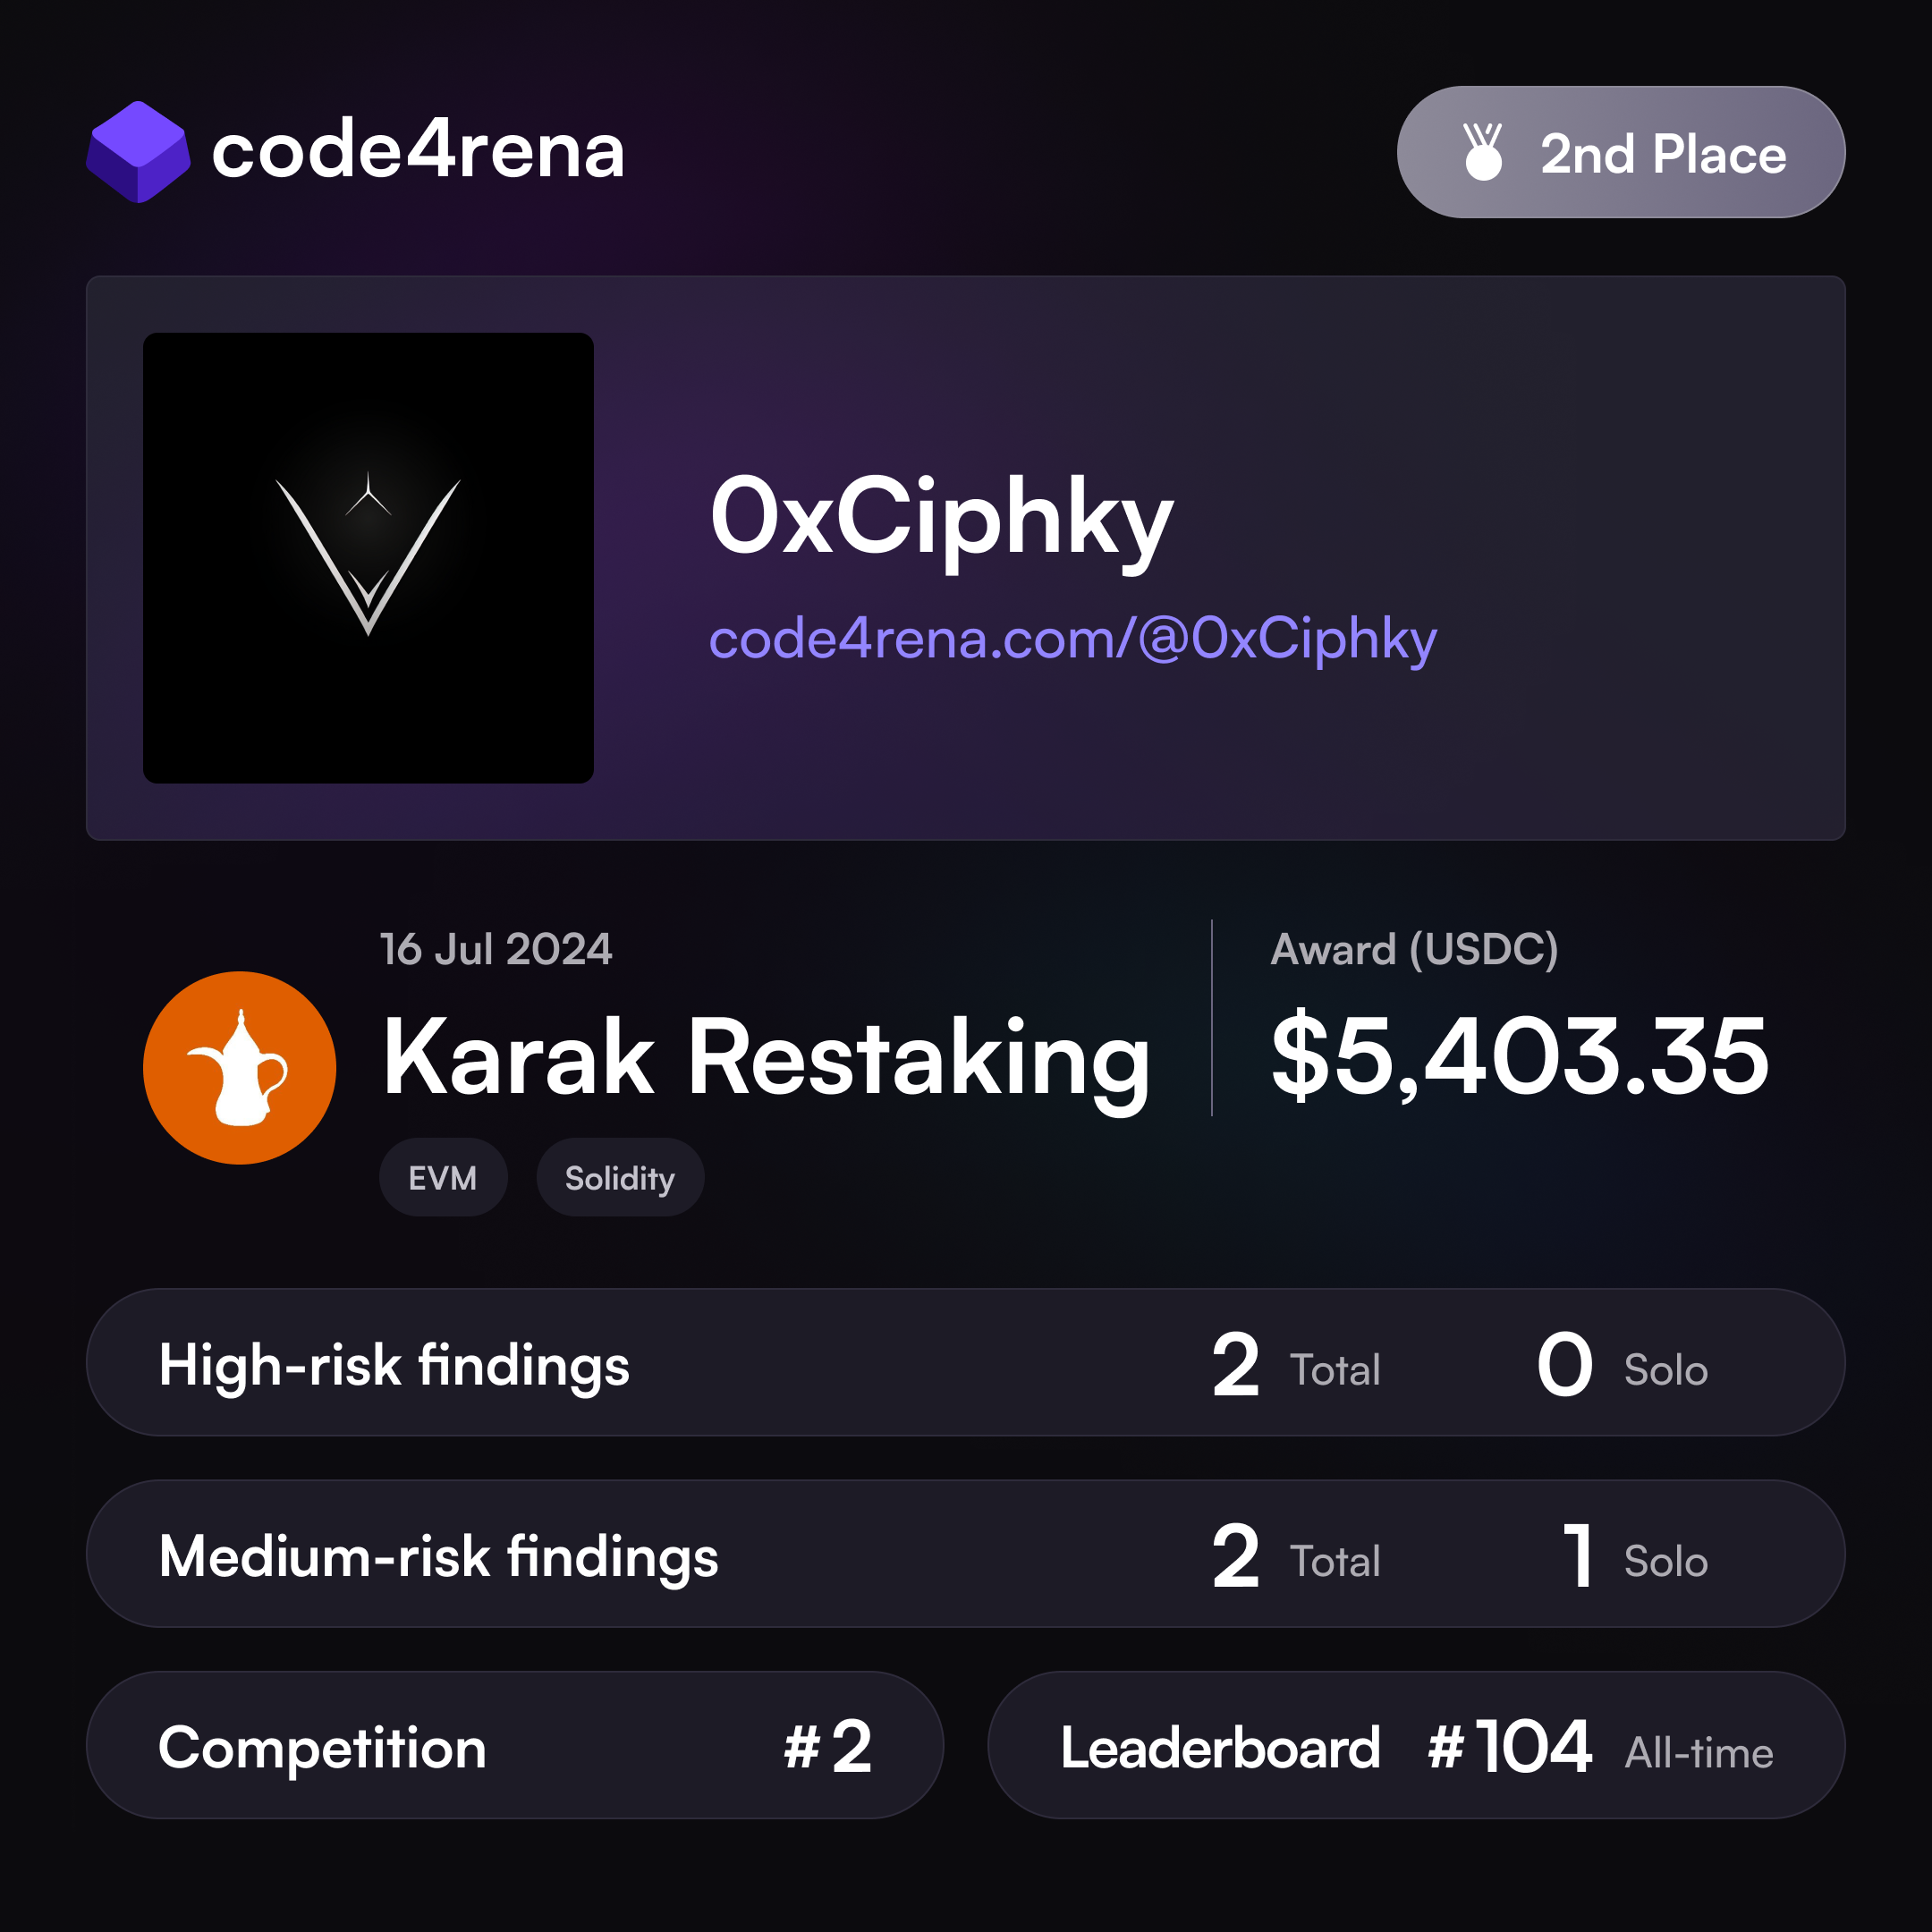 code4rena
2nd Place
0xCiphky
code4rena.com/@0xCiphky
16 Jul 2024
Karak Restaking
EVM Solidity
Award (USDC)
$5,403.35
High-risk findings 2 Total 0 Solo
Medium-risk findings 2 Total 1 Solo
Competition #2
Leaderboard #104 All-time